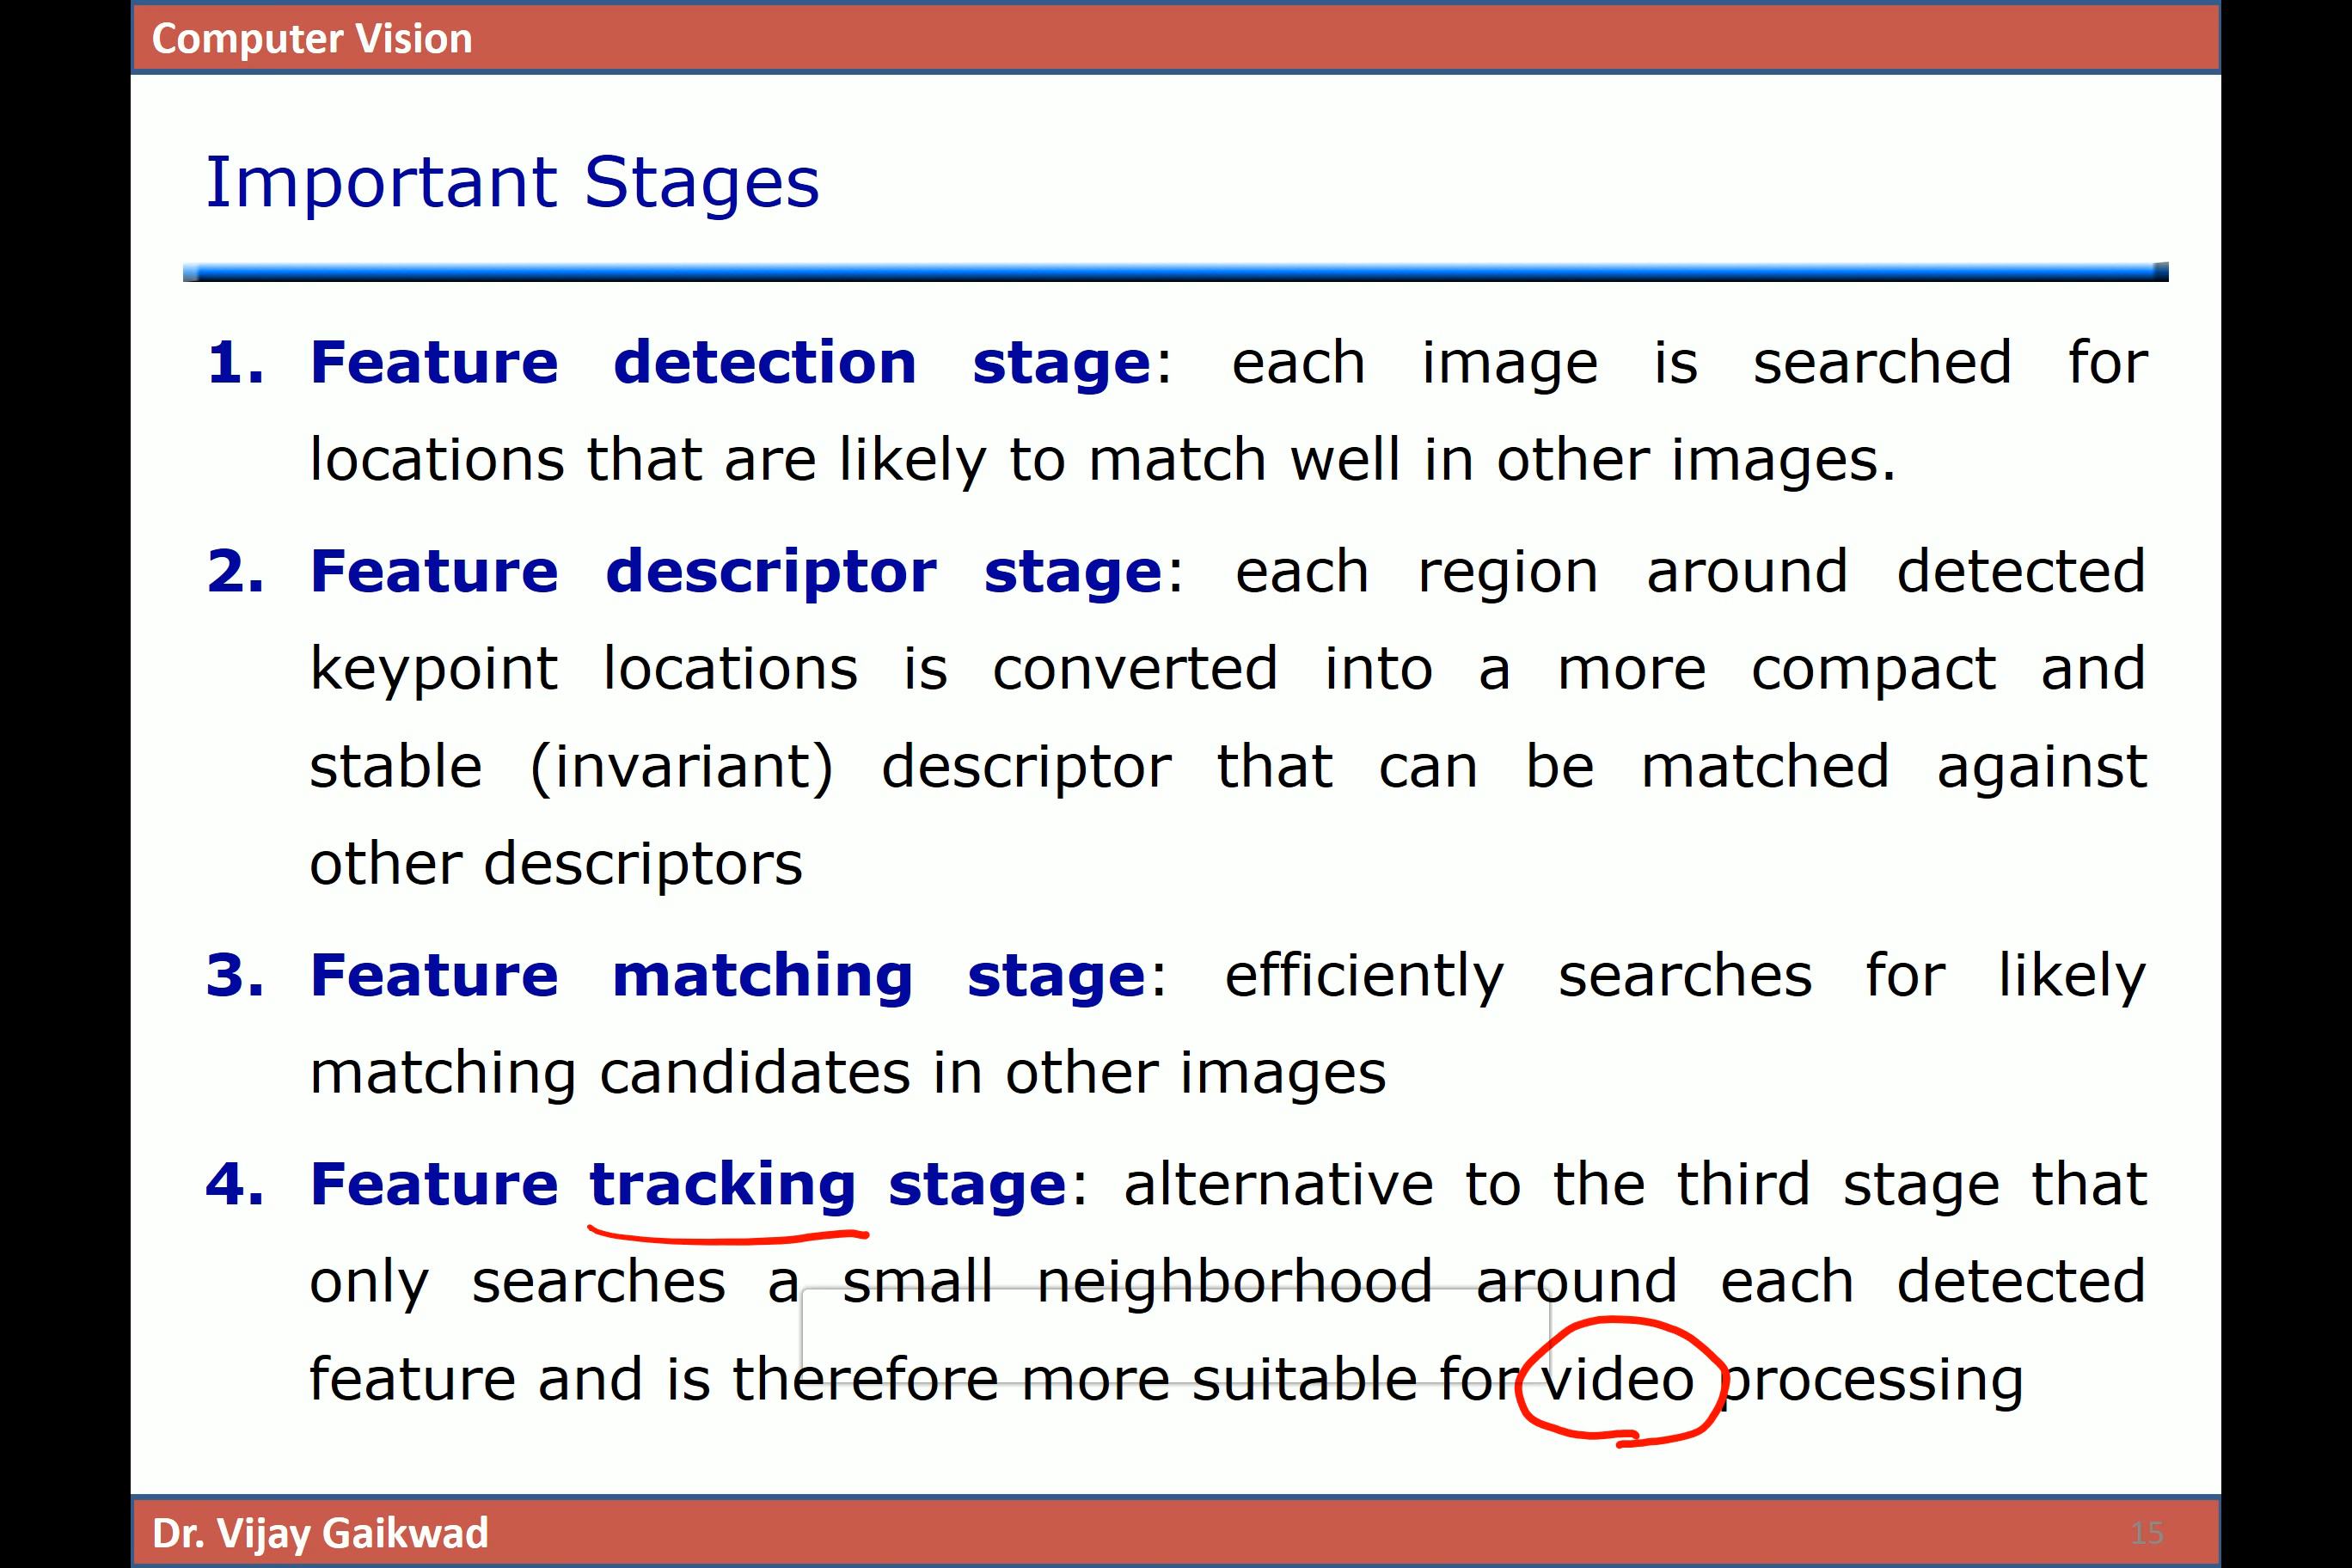 Computer Vision
Important Stages
1. Feature detection stage: each image is searched for
locations that are likely to match well in other images.
2. Feature descriptor stage: each region around detected
keypoint locations is converted into a more compact and
stable (invariant) descriptor that can be matched against
other descriptors
3. Feature matching stage: efficiently searches for likely
matching candidates in other images
4. Feature tracking stage: alternative to the third stage that
only searches a small neighborhood around each detected
feature and is therefore more suitable for video processing
Dr. Vijay Gaikwad
15